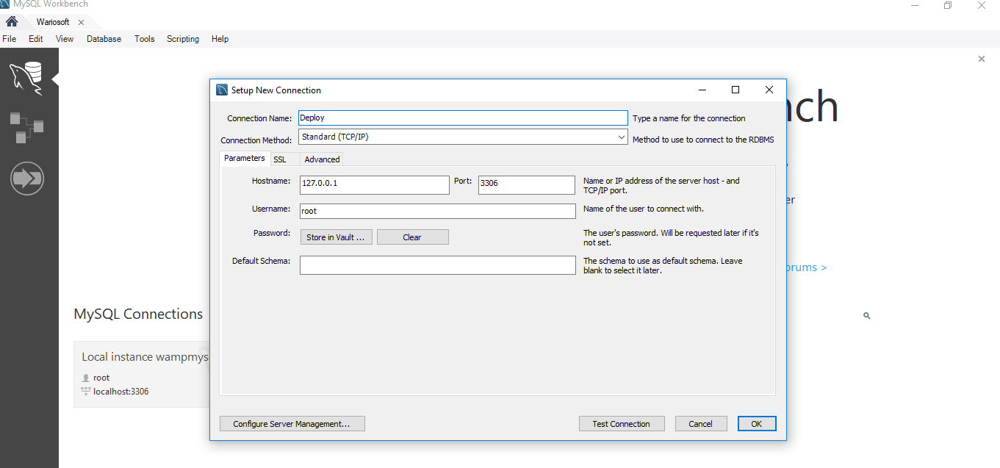 MySQL Workbench
Wariosoft
File Edit View Database Tools Scripting Help
Setup New Connection
nch
Connection Name: Deploy Type a name for the connection
Connection Method: Standard (TCP/IP) Method to use to connect to the RDBMS
Parameters SSL Advanced
Hostname: 127.0.0.1 Port: 3306 Name or IP address of the server host - and
TCP/IP port.
er
Username: root Name of the user to connect with.
Password: Store in Vault ... Clear The user's password. Will be requested later if it's
not set.
Default Schema: The schema to use as default schema. Leave
blank to select it later.
orums >
MySQL Connections
Local instance wampmys
root
localhost:3306
Configure Server Management... Test Connection Cancel OK